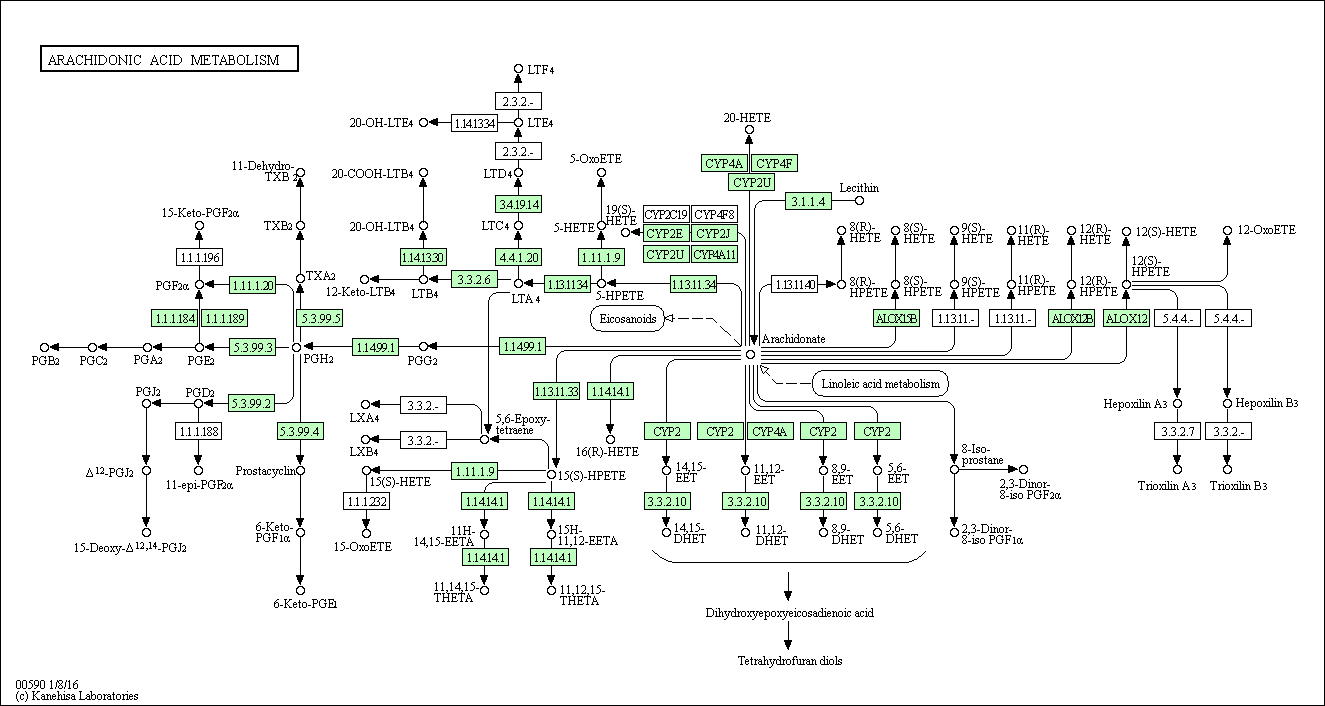 ARACHIDONIC ACID METABOLISM
LTF4
2.3.2.-
20-OH-LTE4
1.14.13.34
LTE4
20-HETE
2.3.2.-
CYP4A
CYP4F
CYP2U
11-Dehydro-
TXB2
20-COOH-LTB4
LTD4
5-OxoETE
Lecithin
3.1.1.4
3.4.19.14
15-Keto-PGF2α
TXB2
20-OH-LTB4
LTC4
5-HETE
19(S)-
HETE
CYP2C19
CYP4F8
CYP2E
CYP2J
CYP2U
CYP4A11
8(R)-
HETE
8(S)-
HETE
9(S)-
HETE
11(R)-
HETE
12(R)-
HETE
12(S)-HETE
12-OxoETE
1.1.1.196
1.14.13.30
4.4.1.20
1.11.1.9
12(S)-
HPETE
PGF2α
1.1.1.20
TXA2
12-Keto-LTB4
LTB4
3.3.2.6
LTA4
1.13.11.34
5-HPETE
1.13.11.34
1.13.11.40
8(R)-
HPETE
8(S)-
HPETE
9(S)-
HPETE
11(R)-
HPETE
12(R)-
HPETE
1.1.1.184
1.1.1.189
5.3.99.5
Eicosanoids
ALOX15B
1.13.11.-
1.13.11.-
ALOX12B
ALOX12
5.4.4.-
5.4.4.-
Arachidonate
PGB2
PGC2
PGA2
PGE2
5.3.99.3
PGH2
1.14.99.1
PGG2
1.14.99.1
Linoleic acid metabolism
PGJ2
PGD2
5.3.99.2
1.13.11.33
1.14.14.1
LXA4
3.3.2.-
Hepoxilin A3
Hepoxilin B3
1.1.1.188
5.3.99.4
LXB4
3.3.2.-
5,6-Epoxy-
tetraene
16(R)-HETE
CYP2
CYP2
CYP4A
CYP2
CYP2
8-Iso-
prostane
3.3.2.7
3.3.2.-
Δ12-PGJ2
11-epi-PGF2α
Prostacyclin
15(S)-HETE
1.11.1.9
15(S)-HPETE
14,15-
EET
11,12-
EET
8,9-
EET
5,6-
EET
2,3-Dinor-
8-iso PGF2α
Trioxilin A3
Trioxilin B3
1.1.1.232
1.14.14.1
1.14.14.1
3.3.2.10
3.3.2.10
3.3.2.10
3.3.2.10
15-Deoxy-Δ12,14-PGJ2
6-Keto-
PGF1α
15-OxoETE
11H-
14,15-EETA
15H-
11,12-EETA
14,15-
DHET
11,12-
DHET
8,9-
DHET
5,6-
DHET
2,3-Dinor-
8-iso PGF1α
1.14.14.1
1.14.14.1
6-Keto-PGE1
11,14,15-
THETA
11,12,15-
THETA
Dihydroxyepoxyeicosadienoic acid
Tetrahydrofuran diols
00590 1/8/16
(c) Kanehisa Laboratories